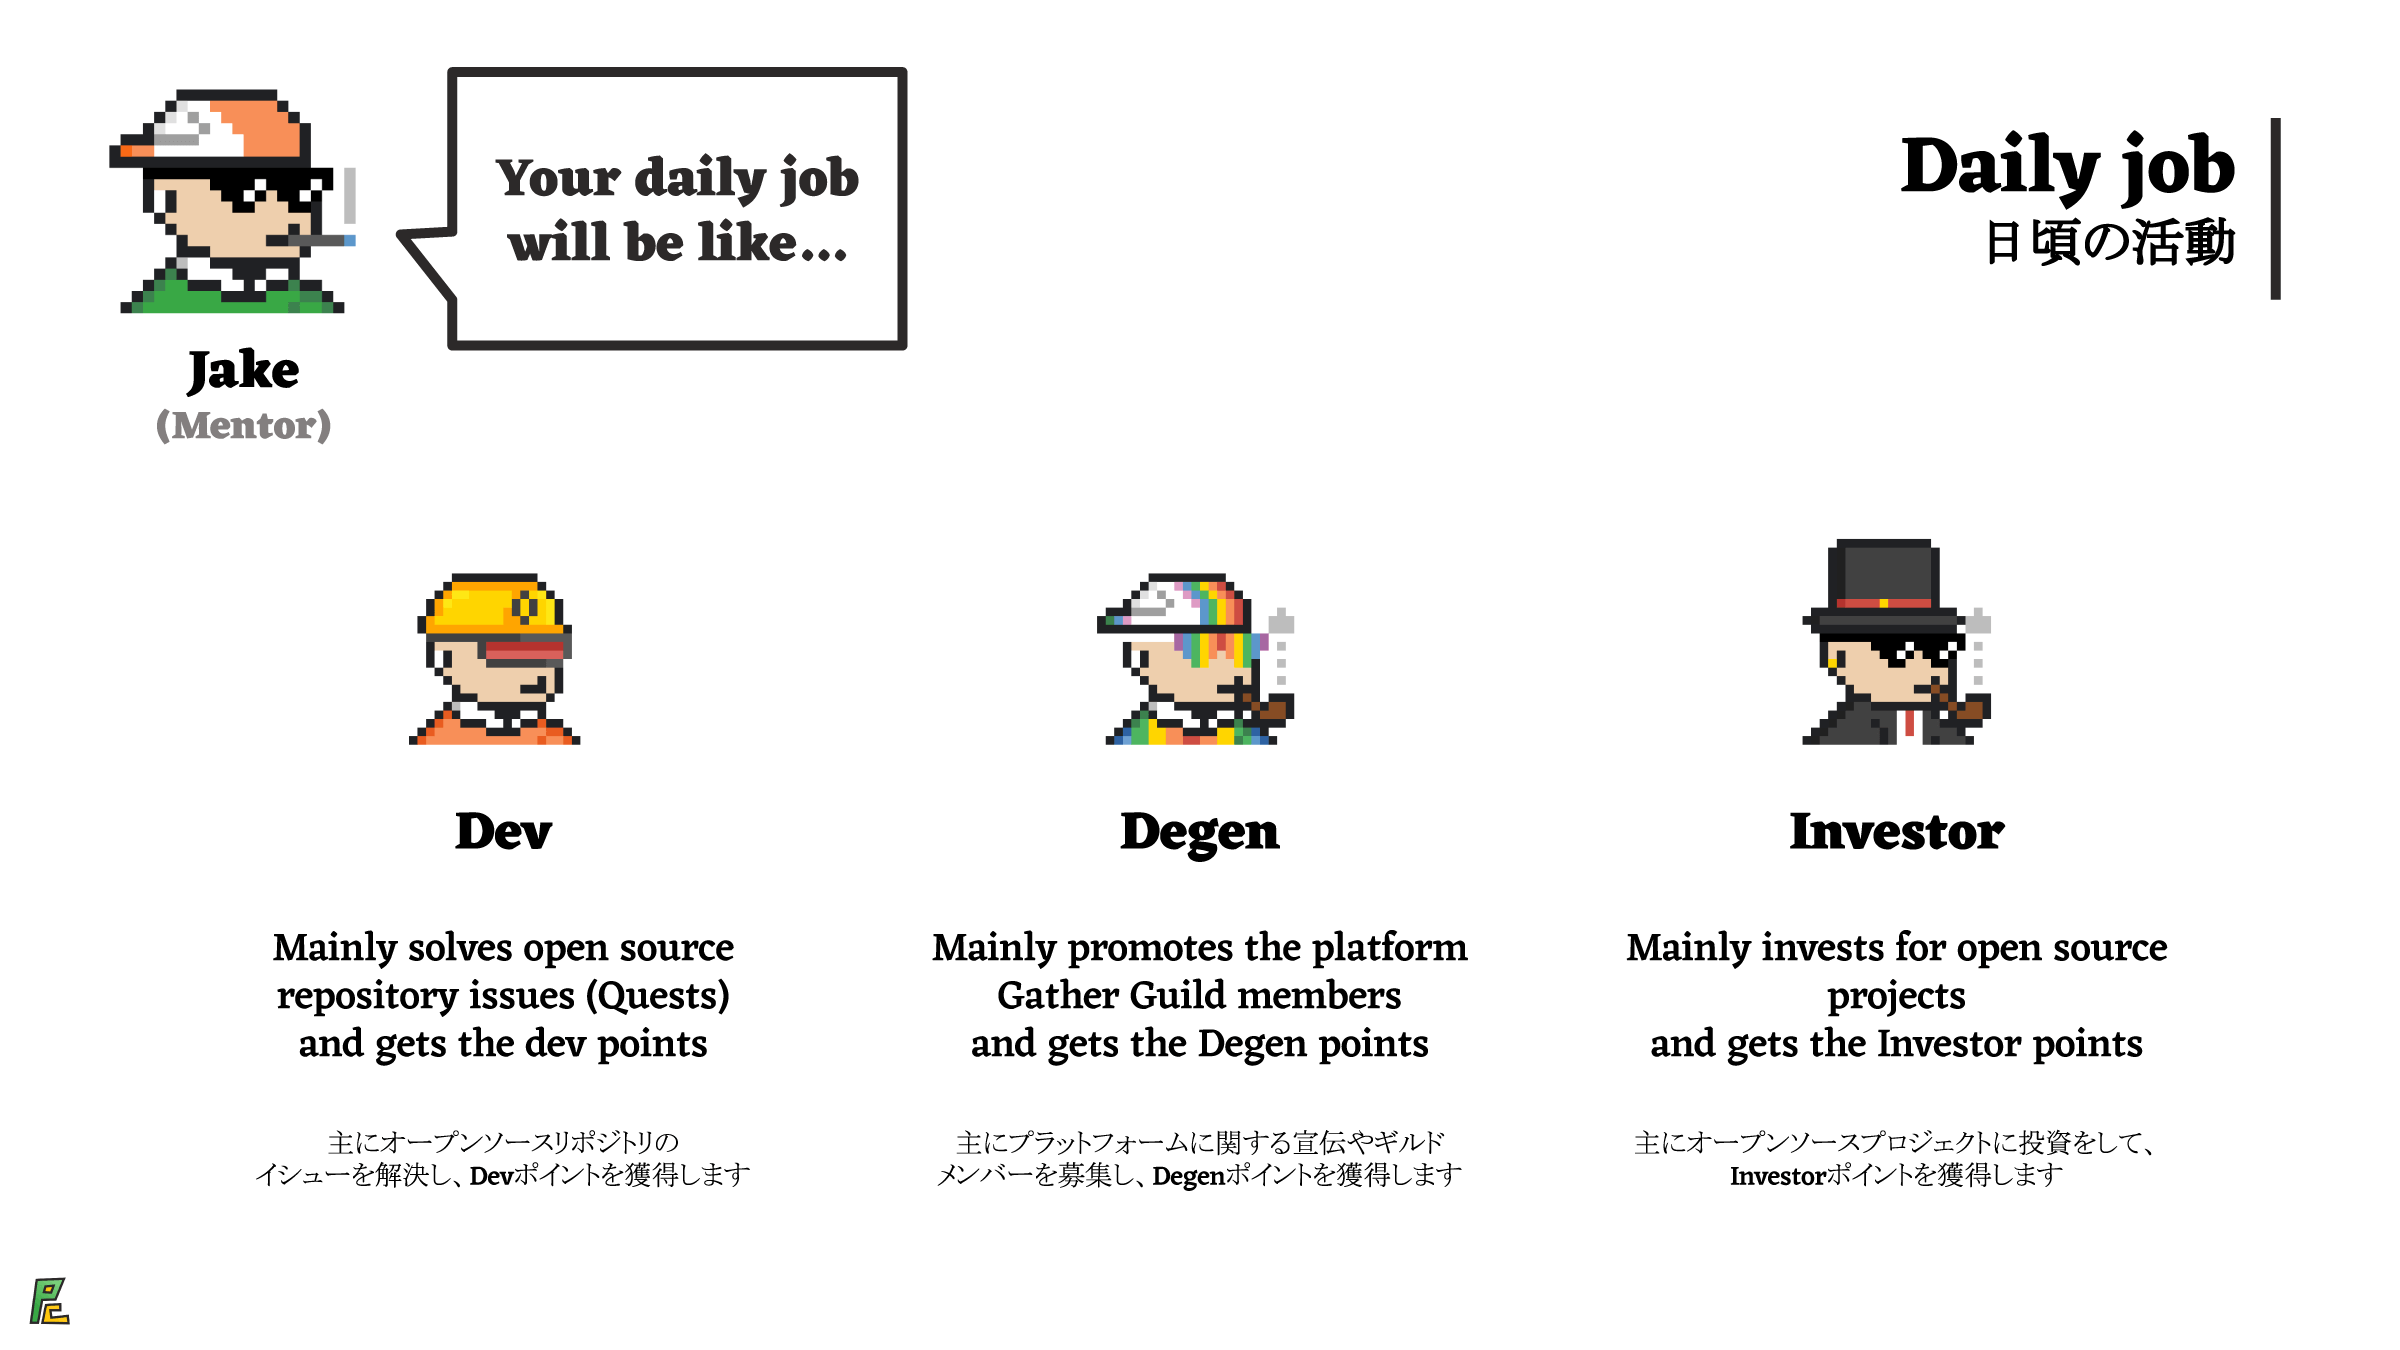 Your daily job
will be like...
Daily job
日頃の活動
Jake
(Mentor)
Dev
Mainly solves open source
repository issues (Quests)
and gets the dev points
主にオープンソースリポジトリの
イシューを解決し、Devポイントを獲得します
Degen
Mainly promotes the platform
Gather Guild members
and gets the Degen points
主にプラットフォームに関する宣伝やギルド
メンバーを募集し、Degenポイントを獲得します
Investor
Mainly invests for open source
projects
and gets the Investor points
主にオープンソースプロジェクトに投資をして、
Investorポイントを獲得します